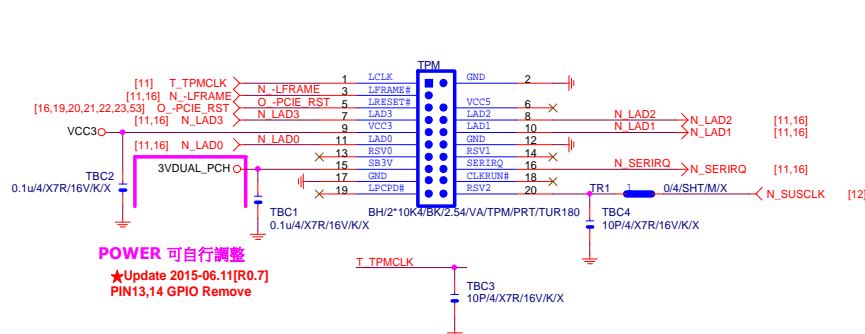 TPM
[11] T_TPMCLK 1 LCLK GND 2
[11,16] N_-LFRAME N_-LFRAME 3 LFRAME#
[16,19,20,21,22,23,53] O_-PCIE_RST O_-PCIE_RST 5 LRESET# VCC5 6
[11,16] N_LAD3 N_LAD3 7 LAD3 LAD2 8 N_LAD2 N_LAD2 [11,16]
VCC3 9 VCC3 LAD1 10 N_LAD1 N_LAD1 [11,16]
[11,16] N_LAD0 N_LAD0 11 LAD0 GND 12
13 RSV0 RSV1 14
3VDUAL_PCH 15 SB3V SERIRQ 16 N_SERIRQ N_SERIRQ [11,16]
17 GND CLKRUN# 18
19 LPCPD# RSV2 20 TR1 1 0/4/SHT/M/X N_SUSCLK [12]
TBC2
0.1u/4/X7R/16V/K/X
TBC1
0.1u/4/X7R/16V/K/X
BH/2*10K4/BK/2.54/VA/TPM/PRT/TUR180
TBC4
10P/4/X7R/16V/K/X
POWER 可自行調整
★Update 2015-06.11[R0.7]
PIN13,14 GPIO Remove
T_TPMCLK
TBC3
10P/4/X7R/16V/K/X